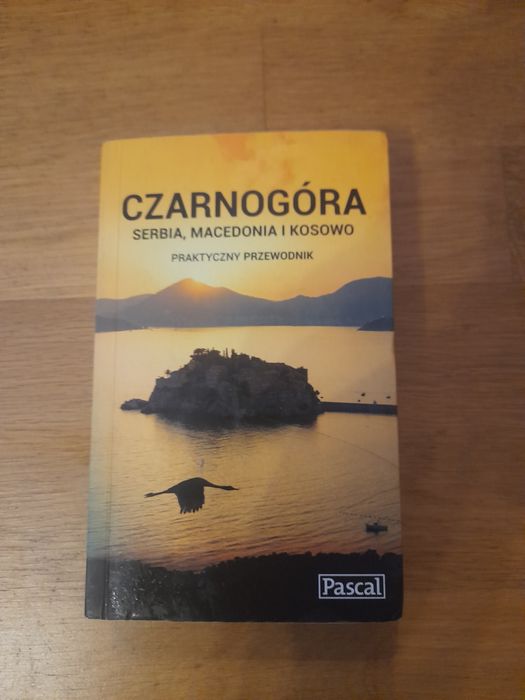 CZARNOGÓRA
SERBIA, MACEDONIA I KOSOWO
PRAKTYCZNY PRZEWODNIK
Pascal